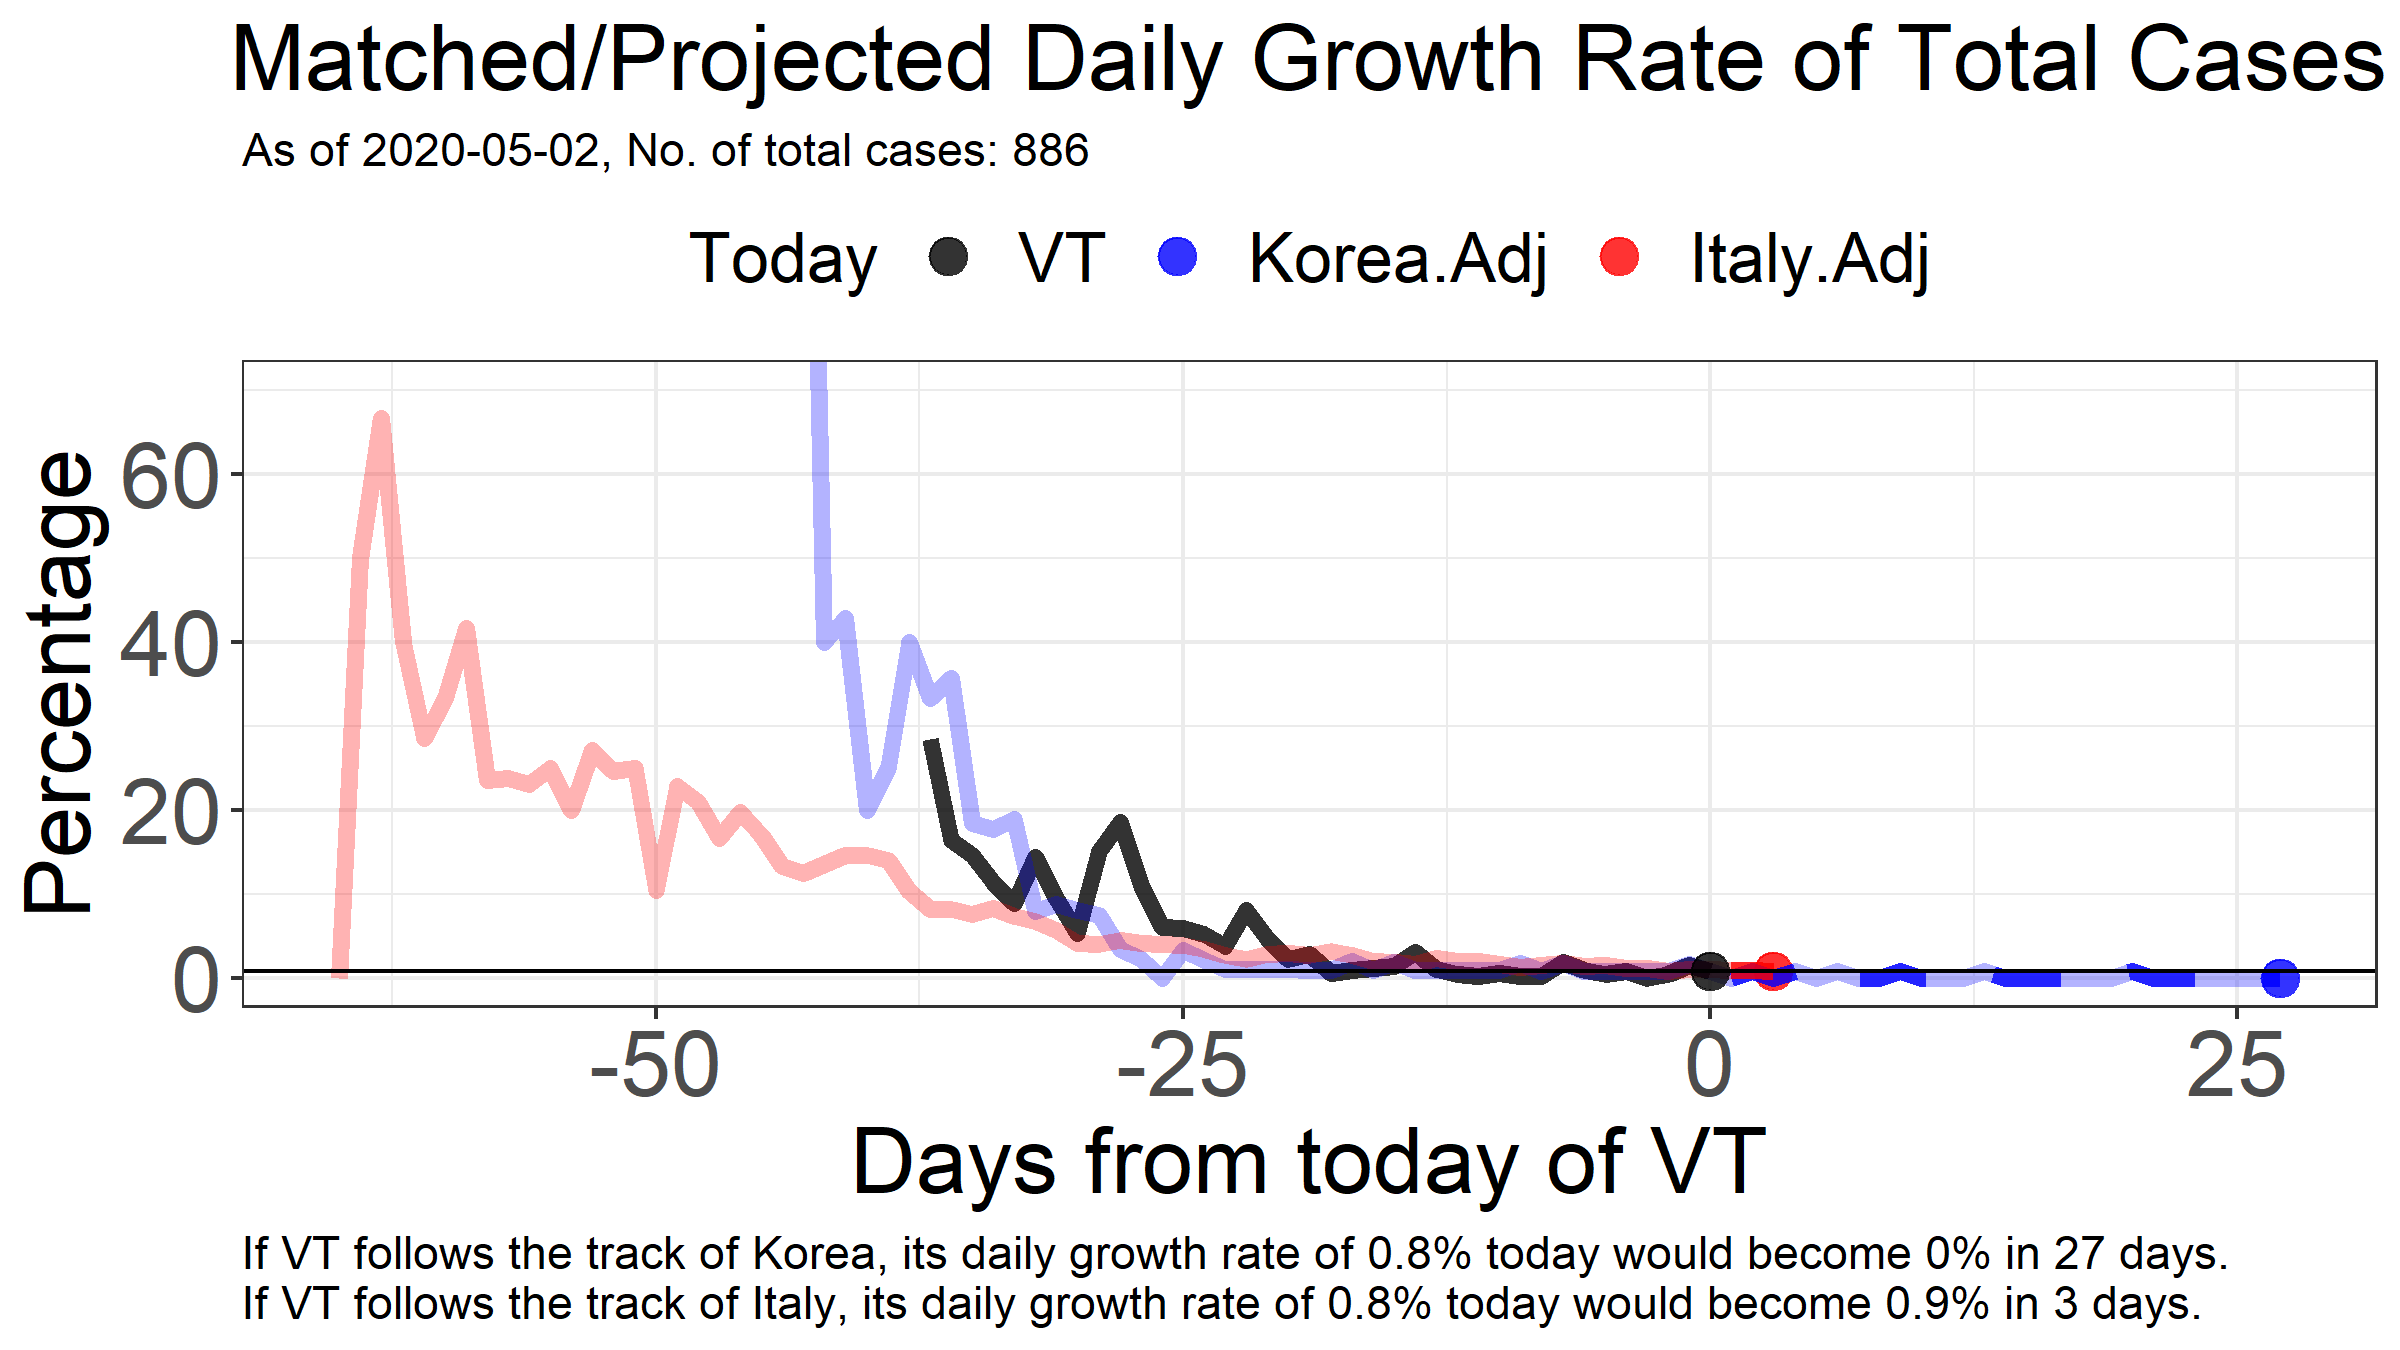 Matched/Projected Daily Growth Rate of Total Cases
As of 2020-05-02, No. of total cases: 886
Today VT Korea.Adj Italy.Adj
Percentage
60
40
20
0
-50 -25 0 25
Days from today of VT
If VT follows the track of Korea, its daily growth rate of 0.8% today would become 0% in 27 days.
If VT follows the track of Italy, its daily growth rate of 0.8% today would become 0.9% in 3 days.